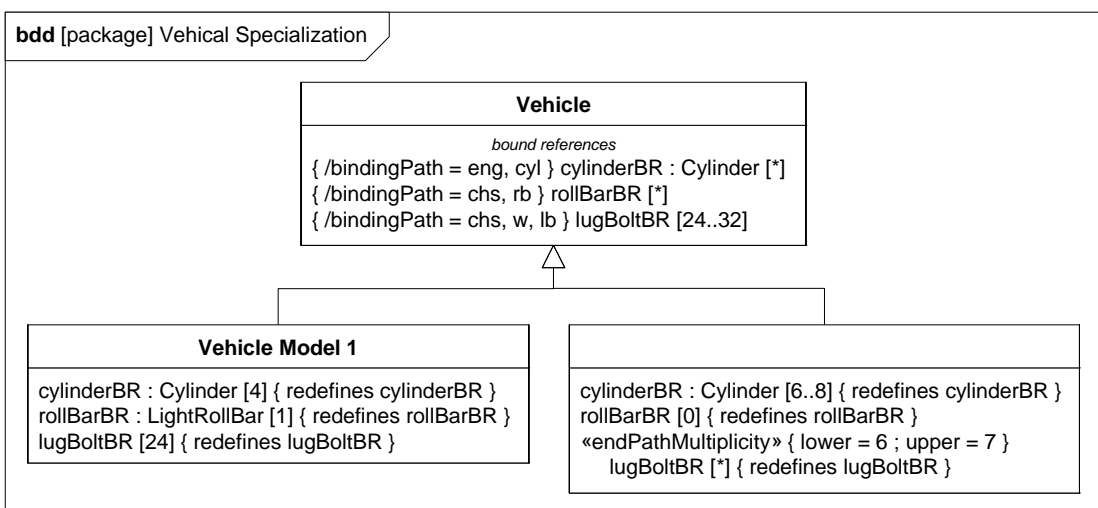 bdd [package] Vehical Specialization
Vehicle
bound references
{ /bindingPath = eng, cyl } cylinderBR : Cylinder [*]
{ /bindingPath = chs, rb } rollBarBR [*]
{ /bindingPath = chs, w, lb } lugBoltBR [24..32]
Vehicle Model 1
cylinderBR : Cylinder [4] { redefines cylinderBR }
rollBarBR : LightRollBar [1] { redefines rollBarBR }
lugBoltBR [24] { redefines lugBoltBR }
cylinderBR : Cylinder [6..8] { redefines cylinderBR }
rollBarBR [0] { redefines rollBarBR }
«endPathMultiplicity» { lower = 6 ; upper = 7 }
lugBoltBR [*] { redefines lugBoltBR }